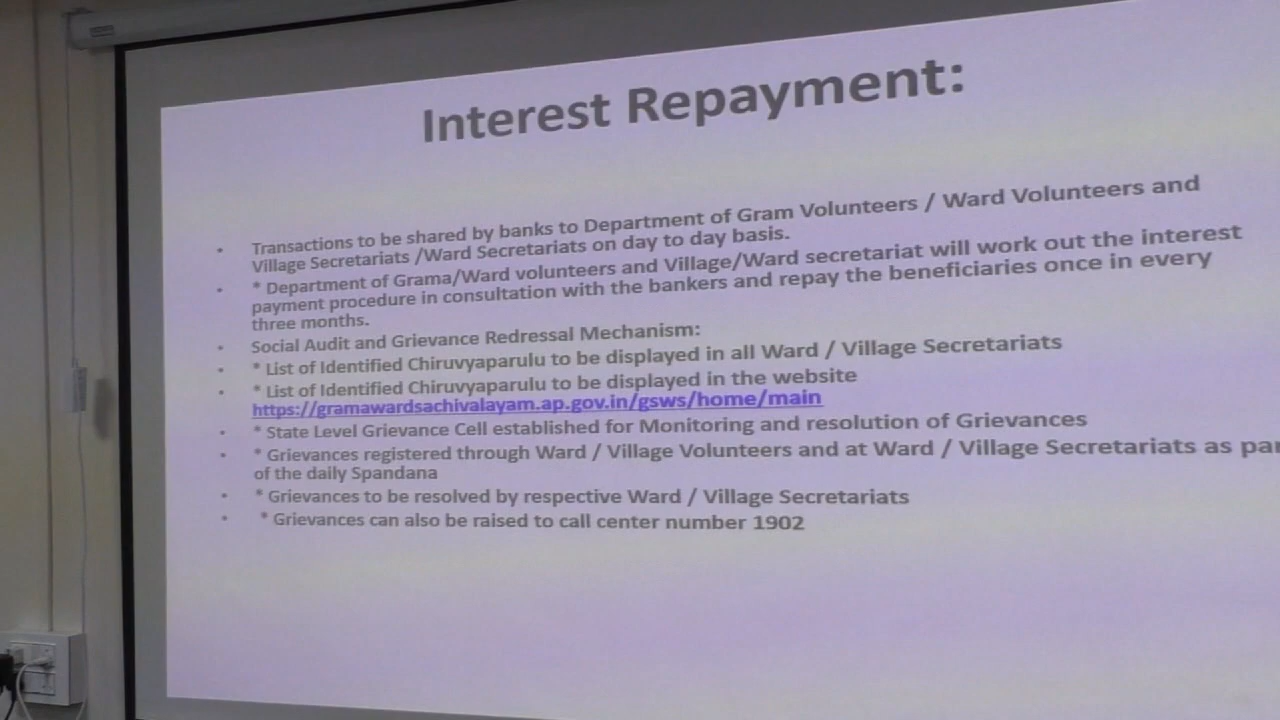 Interest Repayment:
• Transactions to be shared by banks to Department of Gram Volunteers / Ward Volunteers and
Village Secretariats /Ward Secretariats on day to day basis.
• * Department of Grama/Ward volunteers and Village/Ward secretariat will work out the interest
payment procedure in consultation with the bankers and repay the beneficiaries once in every
three months.
• Social Audit and Grievance Redressal Mechanism:
• * List of Identified Chiruvyaparulu to be displayed in all Ward / Village Secretariats
• * List of Identified Chiruvyaparulu to be displayed in the website
https://gramawardsachivalayam.ap.gov.in/gsws/home/main
• * State Level Grievance Cell established for Monitoring and resolution of Grievances
• * Grievances registered through Ward / Village Volunteers and at Ward / Village Secretariats as
of the daily Spandana
• * Grievances to be resolved by respective Ward / Village Secretariats
• * Grievances can also be raised to call center number 1902